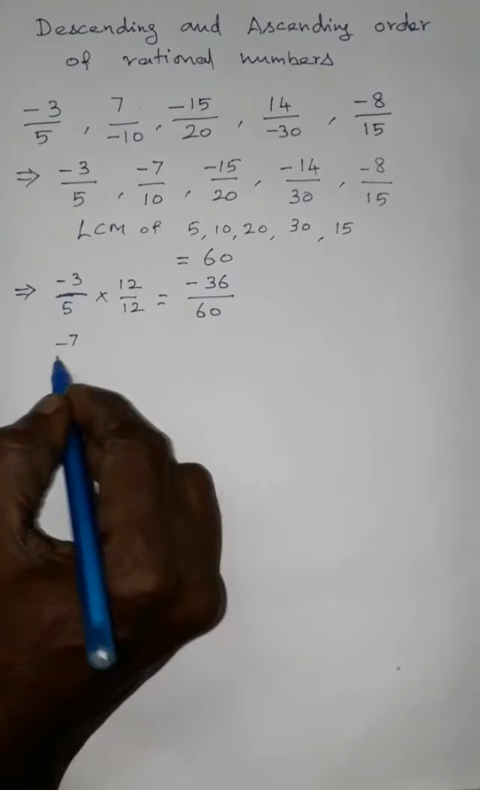 Descending and Ascending order
of rational numbers
-3/5 , 7/-10 , -15/20 , 14/-30 , -8/15
⇒ -3/5 , -7/10 , -15/20 , -14/30 , -8/15
LCM of 5, 10, 20, 30, 15
= 60
⇒ -3/5 × 12/12 = -36/60
-7